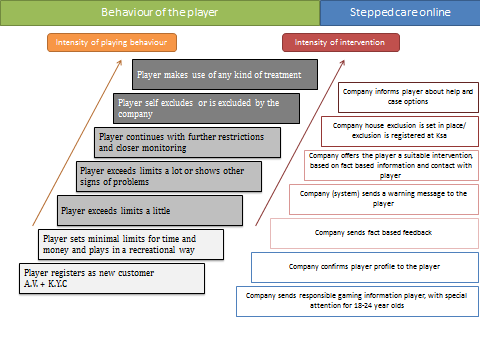 Behaviour of the player
Stepped care online
Intensity of playing behaviour
Intensity of intervention
Player makes use of any kind of treatment
Player self excludes or is excluded by the
company
Player continues with further restrictions
and closer monitoring
Player exceeds limits a lot or shows other
signs of problems
Player exceeds limits a little
Player sets minimal limits for time and
money and plays in a recreational way
Player registers as new customer
A.V. + K.Y.C
Company informs player about help and
case options
Company house exclusion is set in place/
exclusion is registered at Ksa
Company offers the player a suitable intervention,
based on fact based information and contact with
player
Company (system) sends a warning message to the
player
Company sends fact based feedback
Company confirms player profile to the player
Company sends responsible gaming information player, with special
attention for 18-24 year olds